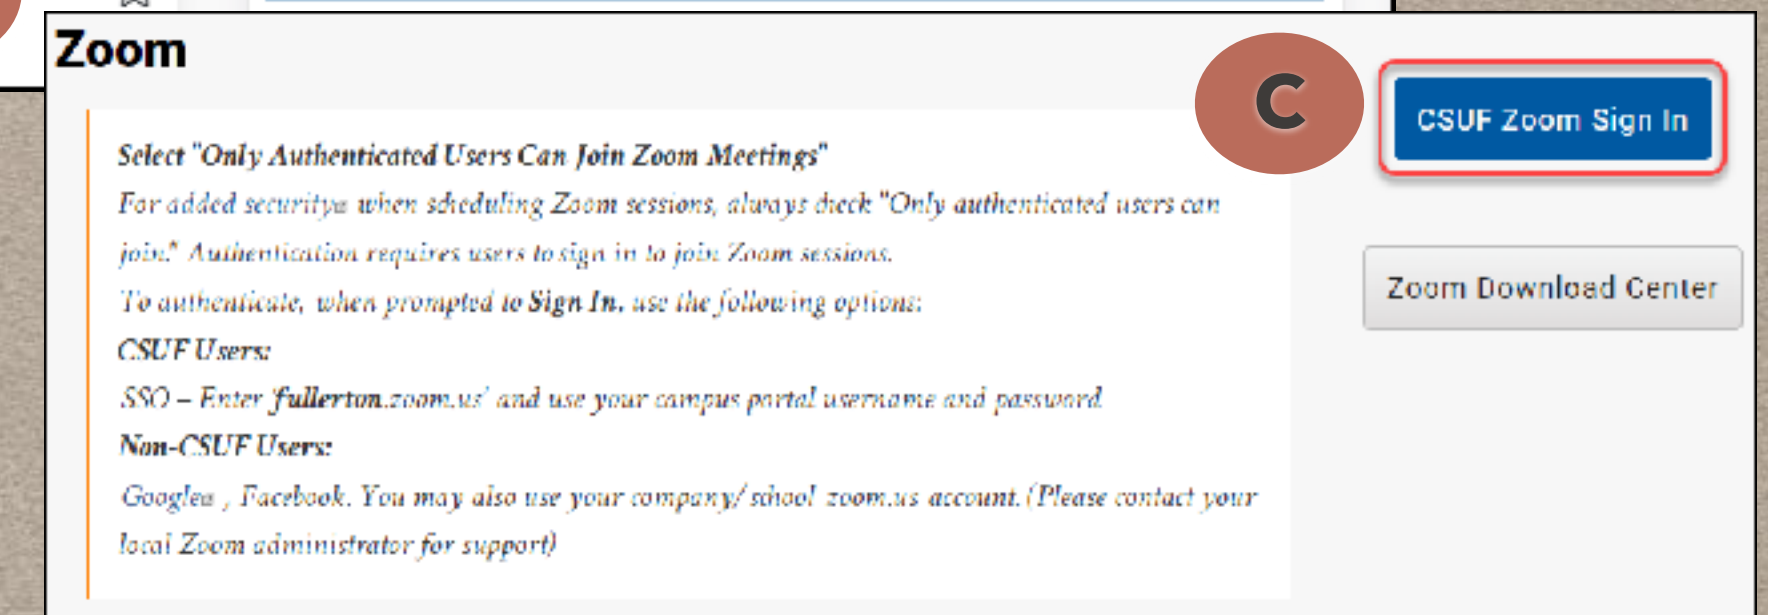 Zoom
C
CSUF Zoom Sign In
Select "Only Authenticated Users Can Join Zoom Meetings"
For added securitya when scheduling Zoom sessions, always check "Only authenticated users can
join." Authentication requires users to sign in to join Zoom sessions.
To authenticate, when prompted to Sign In, use the following options:
CSUF Users:
SSO – Enter 'fullerton.zoom.us' and use your campus portal username and password
Non-CSUF Users:
Googlea , Facebook. You may also use your company/school zoom.us account. (Please contact your
local Zoom administrator for support)
Zoom Download Center